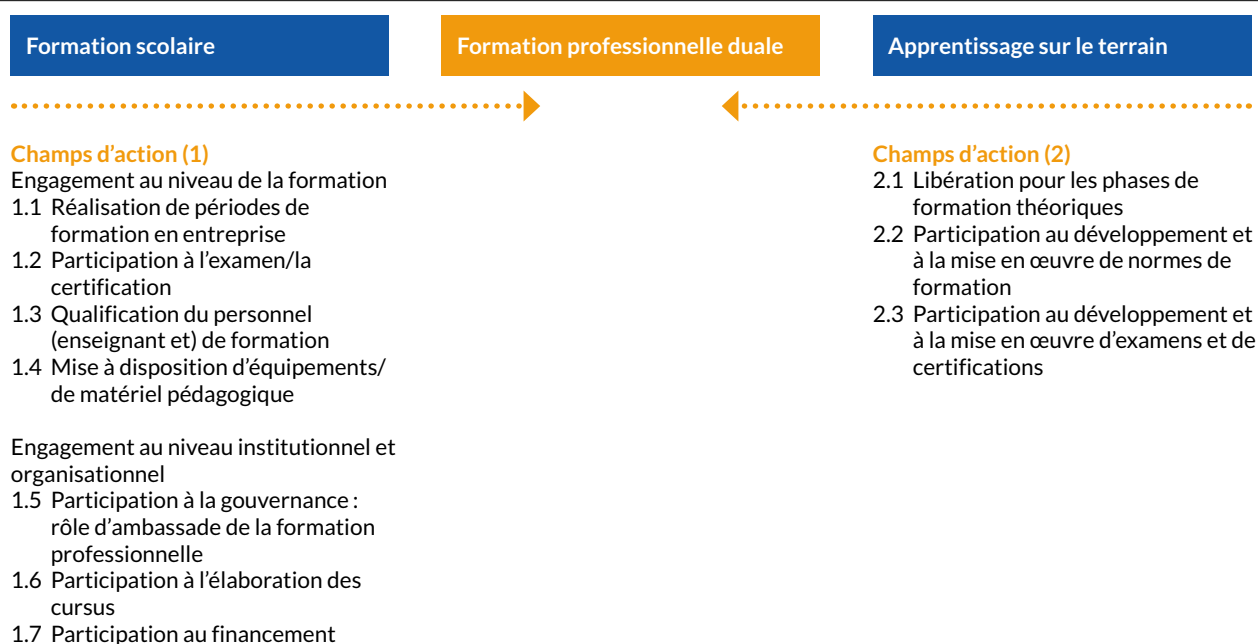 Formation scolaire
Formation professionnelle duale
Apprentissage sur le terrain
Champs d’action (1)
Engagement au niveau de la formation
1.1 Réalisation de périodes de
formation en entreprise
1.2 Participation à l’examen/la
certification
1.3 Qualification du personnel
(enseignant et) de formation
1.4 Mise à disposition d’équipements/
de matériel pédagogique
Engagement au niveau institutionnel et
organisationnel
1.5 Participation à la gouvernance :
rôle d’ambassade de la formation
professionnelle
1.6 Participation à l’élaboration des
cursus
1.7 Participation au financement
Champs d’action (2)
2.1 Libération pour les phases de
formation théoriques
2.2 Participation au développement et
à la mise en œuvre de normes de
formation
2.3 Participation au développement et
à la mise en œuvre d’examens et de
certifications